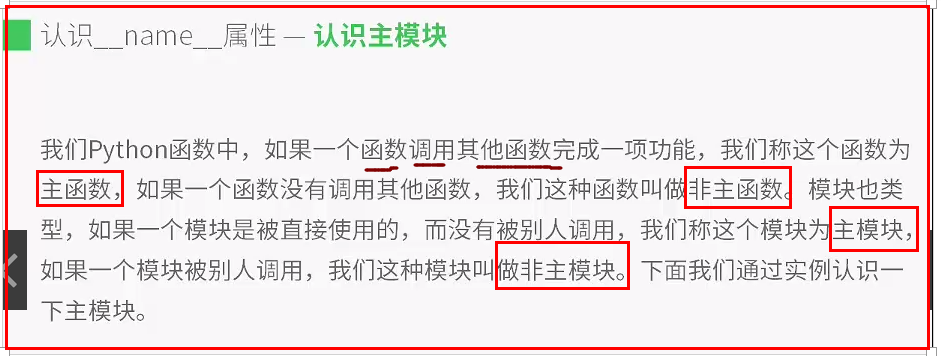 认识__name__属性 — 认识主模块
我们Python函数中，如果一个函数调用其他函数完成一项功能，我们称这个函数为
主函数，如果一个函数没有调用其他函数，我们这种函数叫做非主函数。模块也类
型，如果一个模块是被直接使用的，而没有被别人调用，我们称这个模块为主模块，
如果一个模块被别人调用，我们这种模块叫做非主模块。下面我们通过实例认识一
下主模块。